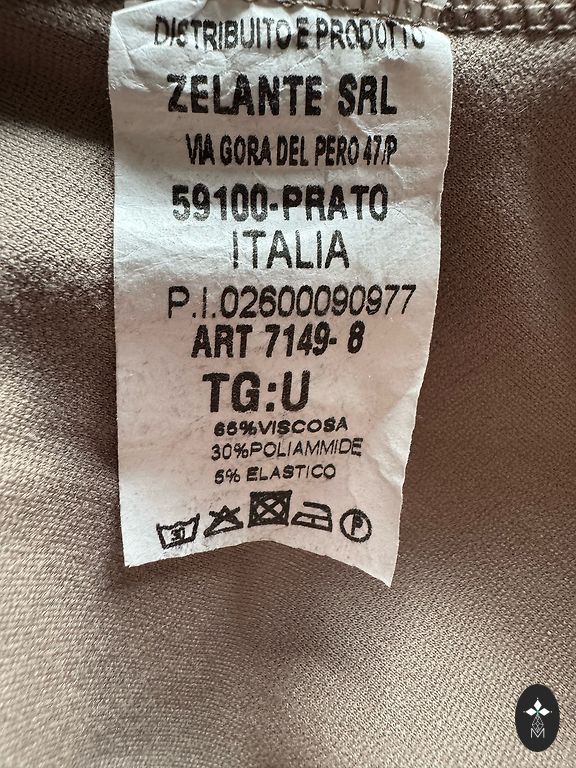 DISTRIBUITO E PRODOTTO
ZELANTE SRL
VIA GORA DEL PERO 47/P
59100-PRATO
ITALIA
P.I.02600090977
ART 7149- 8
TG:U
65%VISCOSA
30%POLIAMMIDE
5% ELASTICO
30
P
M